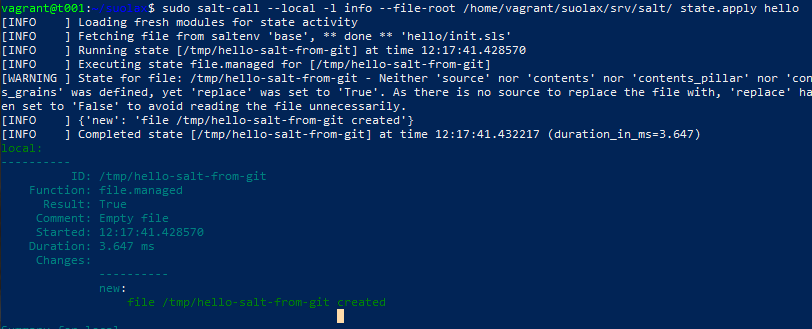 vagrant@t001:~/suolax$ sudo salt-call --local -l info --file-root /home/vagrant/suolax/srv/salt/ state.apply hello
[INFO    ] Loading fresh modules for state activity
[INFO    ] Fetching file from saltenv 'base', ** done ** 'hello/init.sls'
[INFO    ] Running state [/tmp/hello-salt-from-git] at time 12:17:41.428570
[INFO    ] Executing state file.managed for [/tmp/hello-salt-from-git]
[WARNING ] State for file: /tmp/hello-salt-from-git - Neither 'source' nor 'contents' nor 'contents_pillar' nor 'con
s_grains' was defined, yet 'replace' was set to 'True'. As there is no source to replace the file with, 'replace' ha
en set to 'False' to avoid reading the file unnecessarily.
[INFO    ] {'new': 'file /tmp/hello-salt-from-git created'}
[INFO    ] Completed state [/tmp/hello-salt-from-git] at time 12:17:41.432217 (duration_in_ms=3.647)
local:
----------
ID: /tmp/hello-salt-from-git
Function: file.managed
Result: True
Comment: Empty file
Started: 12:17:41.428570
Duration: 3.647 ms
Changes:
----------
new:
file /tmp/hello-salt-from-git created
Summary for local